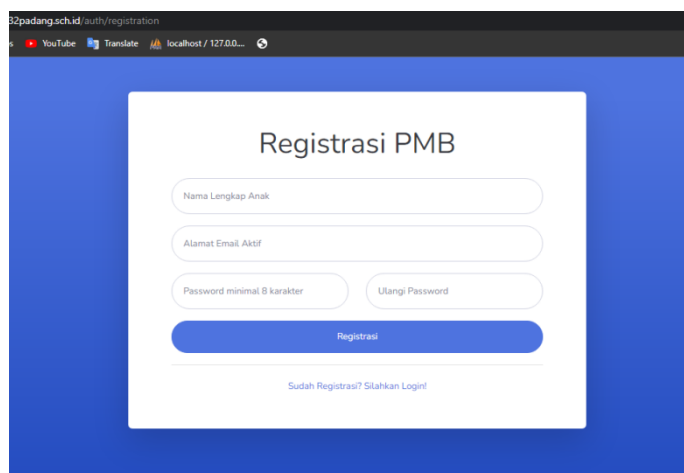 32padang.sch.id/auth/registration
s YouTube Translate localhost / 127.0.0....
Registrasi PMB
Nama Lengkap Anak
Alamat Email Aktif
Password minimal 8 karakter Ulangi Password
Registrasi
Sudah Registrasi? Silahkan Login!